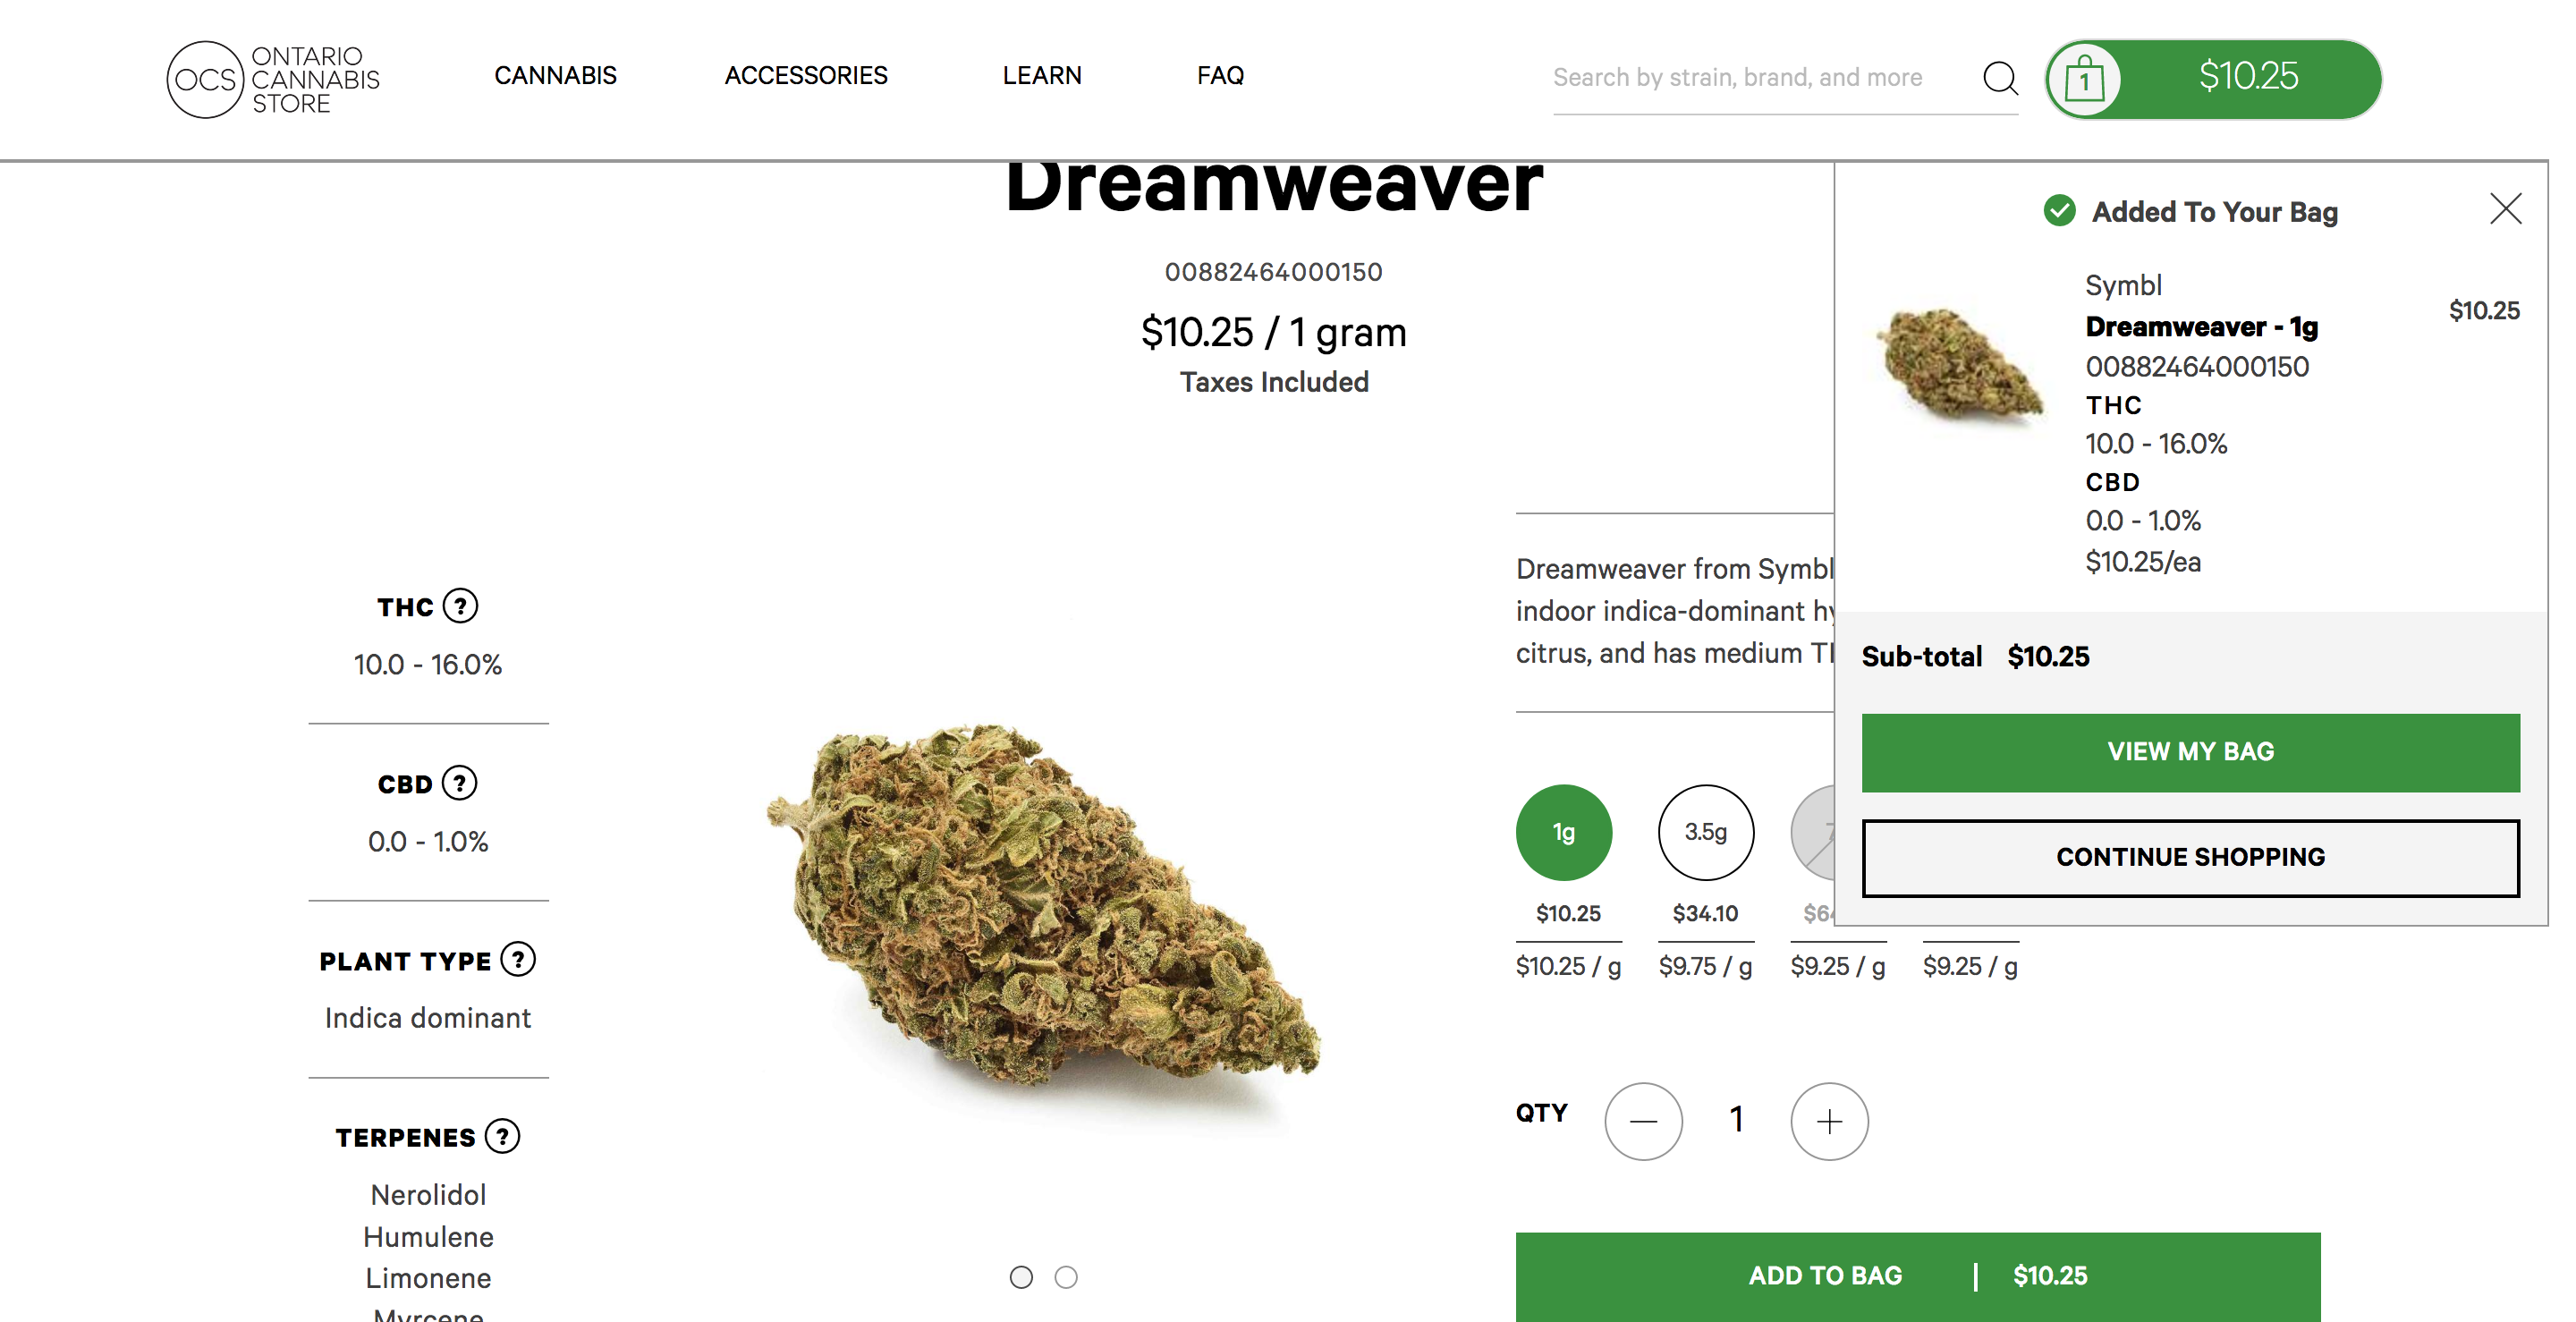 OCS ONTARIO CANNABIS STORE
CANNABIS
ACCESSORIES
LEARN
FAQ
Search by strain, brand, and more
1
$10.25
Dreamweaver
00882464000150
$10.25 / 1 gram
Taxes Included
THC ?
10.0 - 16.0%
CBD ?
0.0 - 1.0%
PLANT TYPE ?
Indica dominant
TERPENES ?
Nerolidol
Humulene
Limonene
Myrcene
Dreamweaver from Symbl
indoor indica-dominant
citrus, and has medium
1g
3.5g
$10.25
$34.10
$10.25 / g
$9.75 / g
$9.25 / g
$9.25 / g
QTY
1
ADD TO BAG | $10.25
Added To Your Bag
Symbl
Dreamweaver - 1g
$10.25
00882464000150
THC
10.0 - 16.0%
CBD
0.0 - 1.0%
$10.25/ea
Sub-total $10.25
VIEW MY BAG
CONTINUE SHOPPING